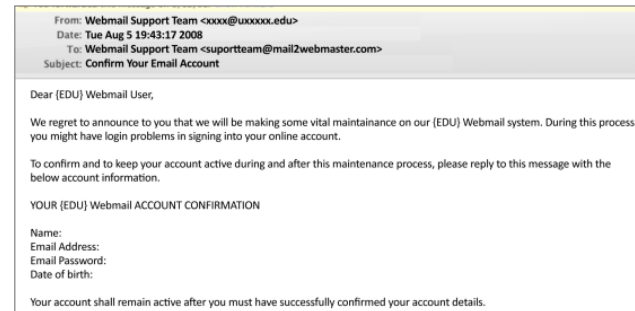 From: Webmail Support Team <xxxx@uxxxxx.edu>
Date: Tue Aug 5 19:43:17 2008
To: Webmail Support Team <suportteam@mail2webmaster.com>
Subject: Confirm Your Email Account
Dear {EDU} Webmail User,
We regret to announce to you that we will be making some vital maintainance on our {EDU} Webmail system. During this process
you might have login problems in signing into your online account.
To confirm and to keep your account active during and after this maintenance process, please reply to this message with the
below account information.
YOUR {EDU} Webmail ACCOUNT CONFIRMATION
Name:
Email Address:
Email Password:
Date of birth:
Your account shall remain active after you must have successfully confirmed your account details.